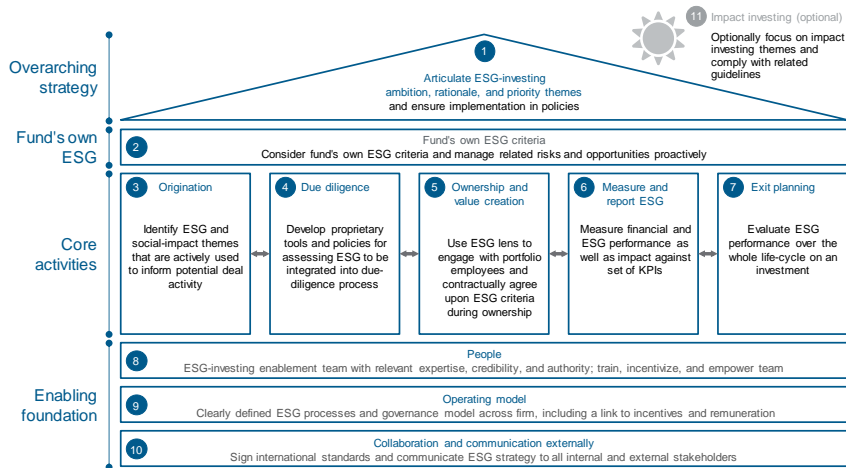 11 Impact investing (optional)
Optionally focus on impact
investing themes and
comply with related
guidelines
Overarching
strategy
1
Articulate ESG-investing
ambition, rationale, and priority themes
and ensure implementation in policies
Fund's own
ESG
2
Fund's own ESG criteria
Consider fund's own ESG criteria and manage related risks and opportunities proactively
Core
activities
3 Origination
Identify ESG and
social-impact themes
that are actively used
to inform potential deal
activity
4 Due diligence
Develop proprietary
tools and policies for
assessing ESG to be
integrated into due-
diligence process
5 Ownership and
value creation
Use ESG lens to
engage with portfolio
employees and
contractually agree
upon ESG criteria
during ownership
6 Measure and
report ESG
Measure financial and
ESG performance as
well as impact against
set of KPIs
7 Exit planning
Evaluate ESG
performance over the
whole life-cycle on an
investment
Enabling
foundation
8
People
ESG-investing enablement team with relevant expertise, credibility, and authority; train, incentivize, and empower team
9
Operating model
Clearly defined ESG processes and governance model across firm, including a link to incentives and remuneration
10
Collaboration and communication externally
Sign international standards and communicate ESG strategy to all internal and external stakeholders